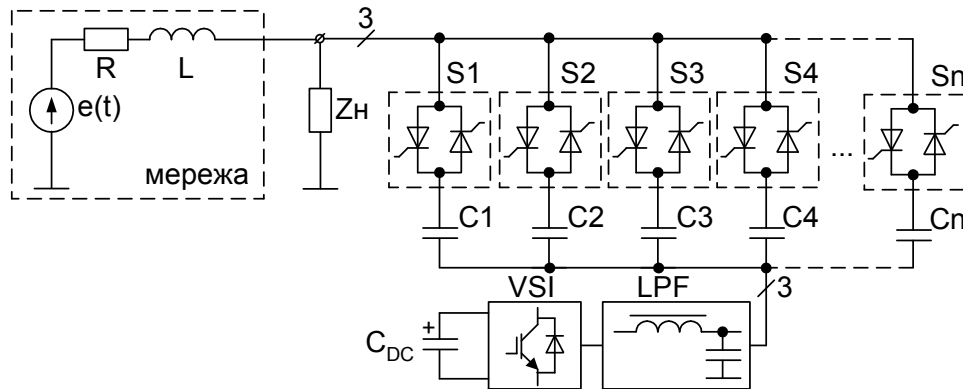 3
S1 S2 S3 S4 Sn
R L
e(t)
Zн
мережа
...
C1 C2 C3 C4 Cn
VSI LPF 3
+
CDC